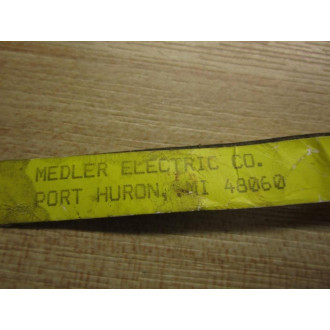 MEDLER ELECTRIC CO.
PORT HURON, MI 48060